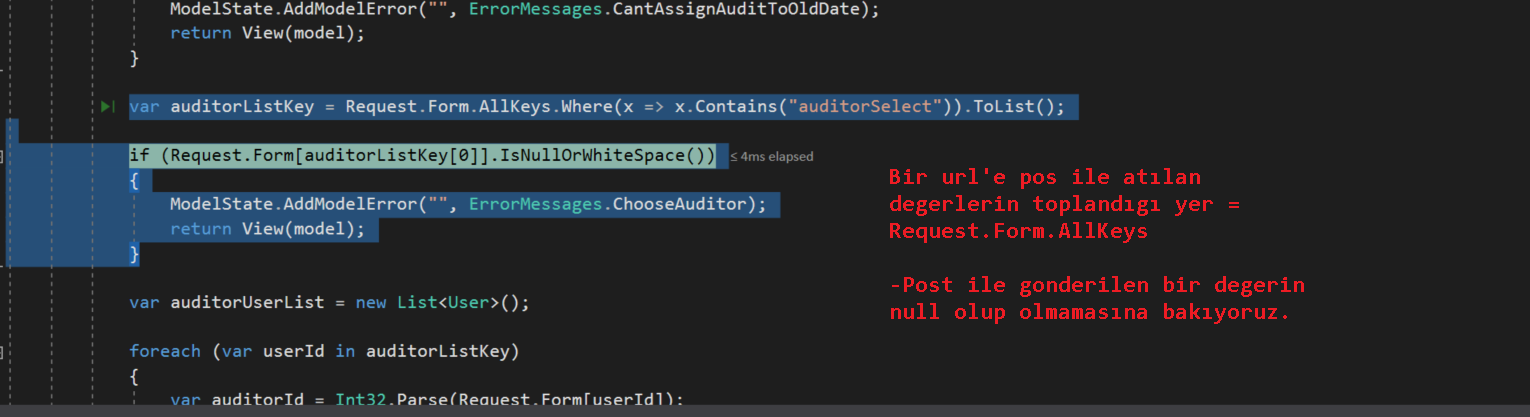 ModelState.AddModelError("", ErrorMessages.CantAssignAuditToOldDate);
return View(model);
}
var auditorListKey = Request.Form.AllKeys.Where(x => x.Contains("auditorSelect")).ToList();
if (Request.Form[auditorListKey[0]].IsNullOrWhiteSpace()) ≤ 4ms elapsed
{
ModelState.AddModelError("", ErrorMessages.ChooseAuditor);
return View(model);
}
var auditorUserList = new List<User>();
foreach (var userId in auditorListKey)
{
var auditorId = Int32.Parse(Request.Form[userId]);
Bir url'e pos ile atılan
degerlerin toplandıgı yer =
Request.Form.AllKeys
-Post ile gonderilen bir degerin
null olup olmamasına bakıyoruz.